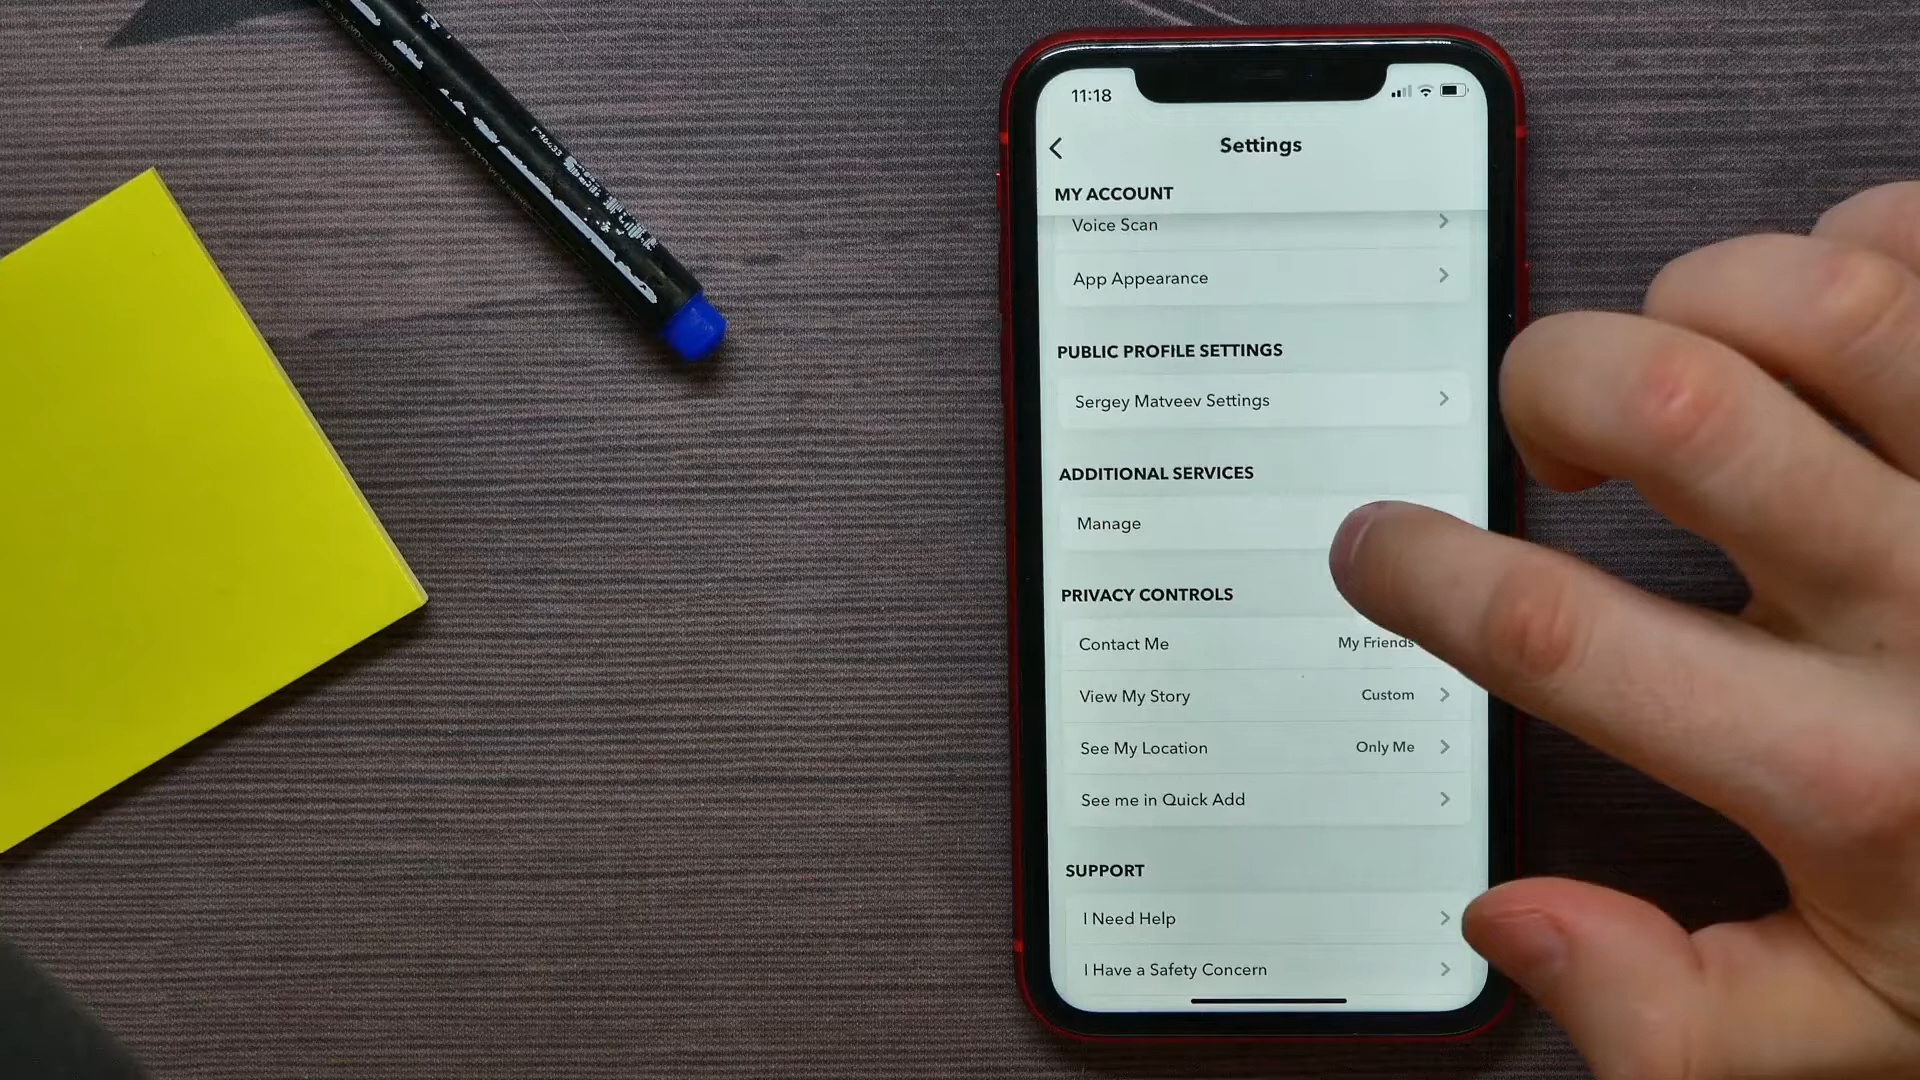 11:18
Settings
MY ACCOUNT
Voice Scan
App Appearance
PUBLIC PROFILE SETTINGS
Sergey Matveev Settings
ADDITIONAL SERVICES
Manage
PRIVACY CONTROLS
Contact Me My Friends
View My Story Custom
See My Location Only Me
See me in Quick Add
SUPPORT
I Need Help
I Have a Safety Concern